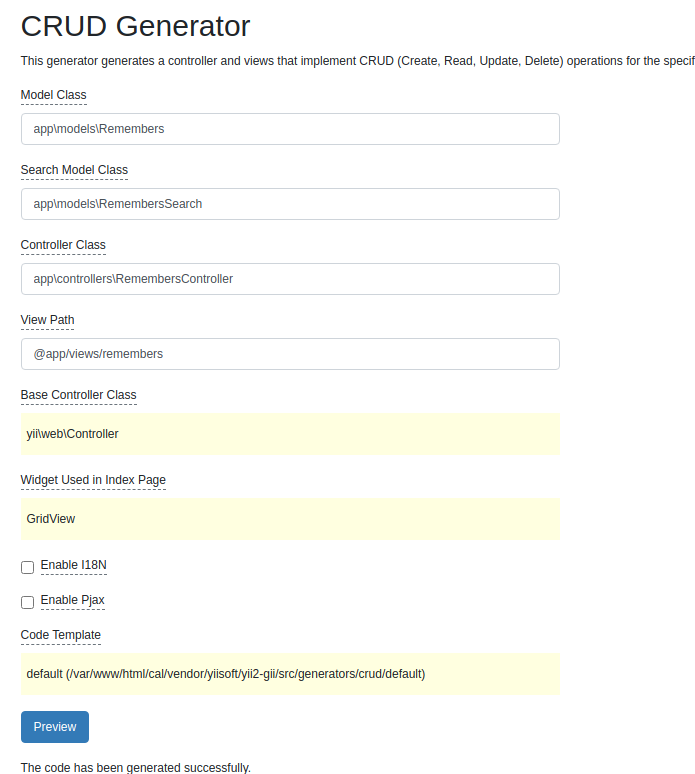 CRUD Generator
This generator generates a controller and views that implement CRUD (Create, Read, Update, Delete) operations for the specif
Model Class
app\models\Remembers
Search Model Class
app\models\RemembersSearch
Controller Class
app\controllers\RemembersController
View Path
@app/views/remembers
Base Controller Class
yii\web\Controller
Widget Used in Index Page
GridView
Enable I18N
Enable Pjax
Code Template
default (/var/www/html/cal/vendor/yiisoft/yii2-gii/src/generators/crud/default)
Preview
The code has been generated successfully.